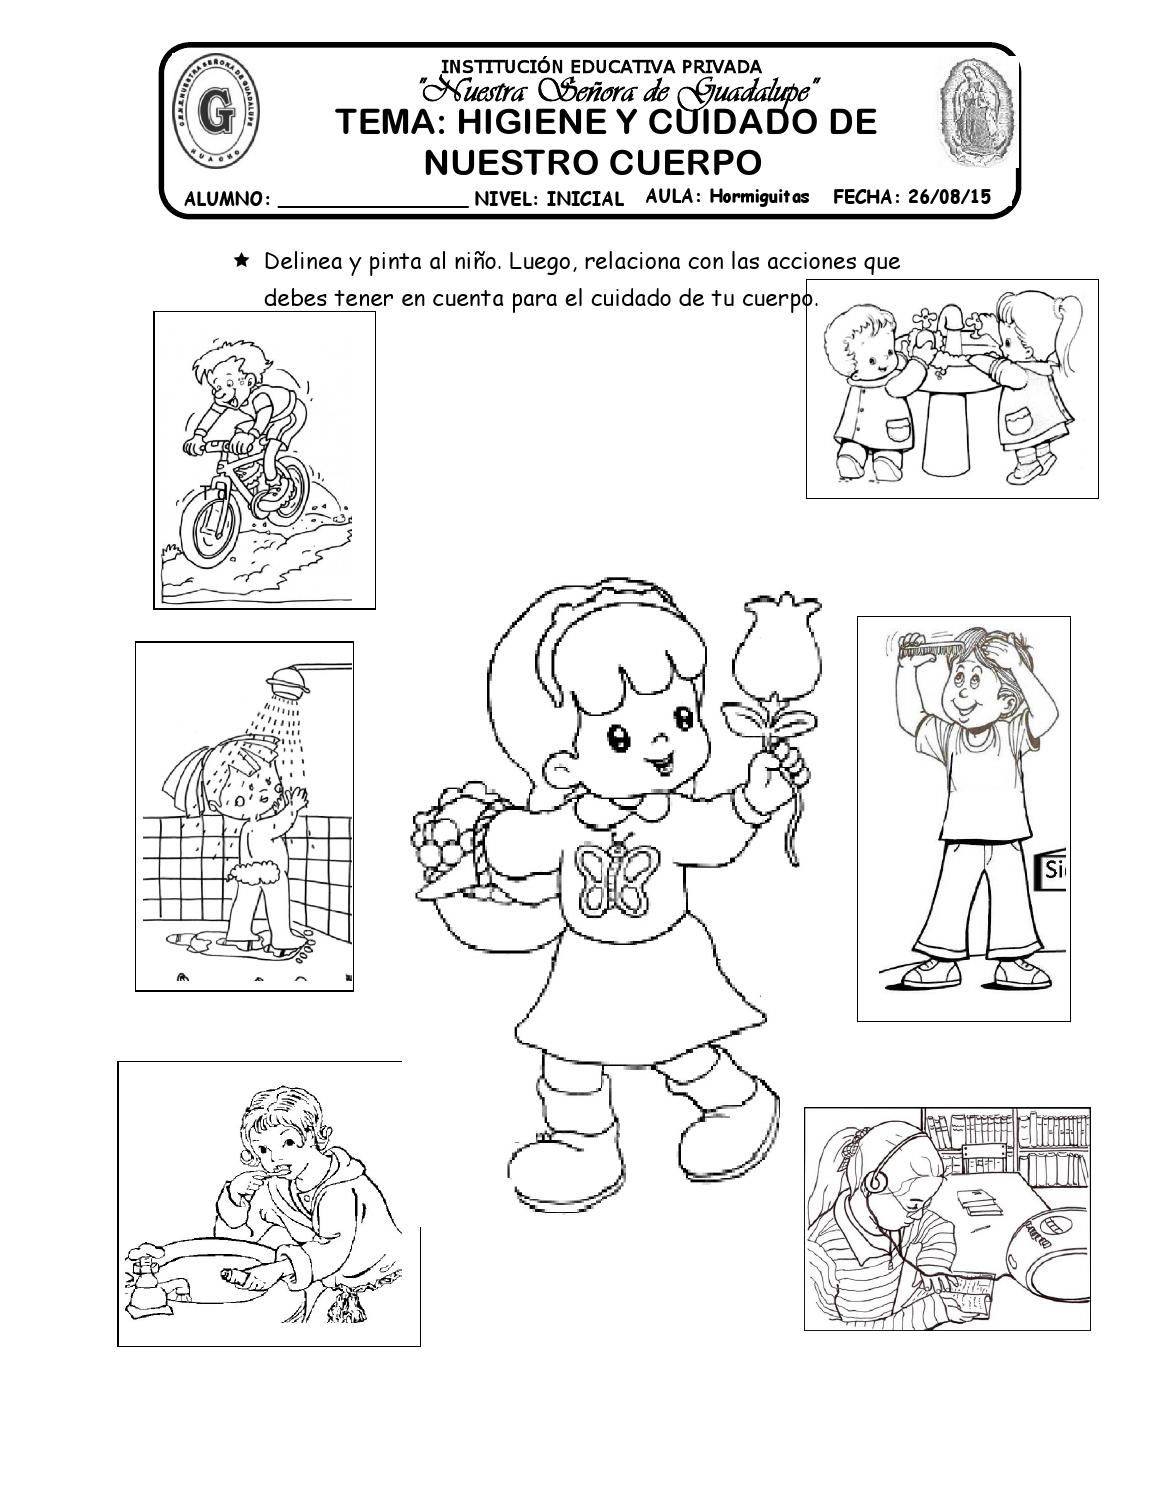 INSTITUCIÓN EDUCATIVA PRIVADA
"Nuestra Señora de Guadalupe"
TEMA: HIGIENE Y CUIDADO DE
NUESTRO CUERPO
G
HUACHO
ALUMNO: _________________ NIVEL: INICIAL AULA: Hormiguitas FECHA: 26/08/15
★ Delinea y pinta al niño. Luego, relaciona con las acciones que
debes tener en cuenta para el cuidado de tu cuerpo.